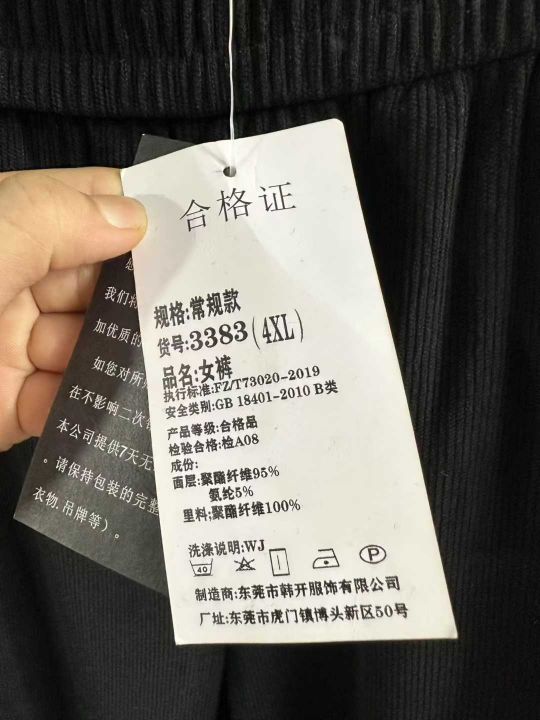 合格证
规格:常规款
货号:3383(4XL)
品名:女裤
执行标准:FZ/T73020-2019
安全类别:GB 18401-2010 B类
产品等级:合格品
检验合格:检A08
成份:
面层:聚酯纤维95%
氨纶5%
里料;聚酯纤维100%
洗涤说明:WJ
40
P
制造商:东莞市韩开服饰有限公司
厂址:东莞市虎门镇博头新区50号
我们将
加优质的
如您对所
在不影响二次
本公司提供7天无
。请保持包装的完整
衣物.吊牌等)。